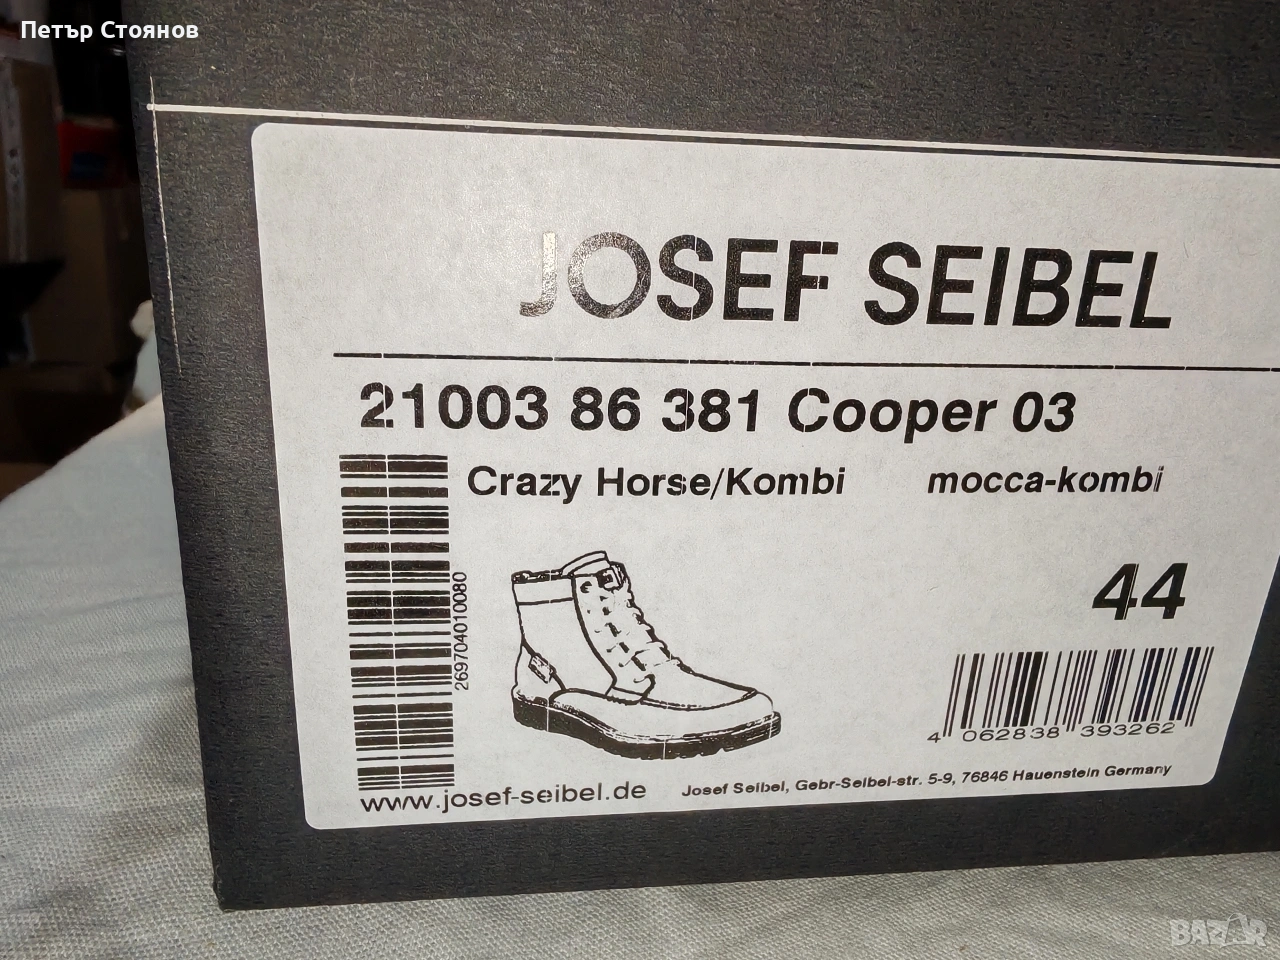 Петър Стоянов
JOSEF SEIBEL
21003 86 381 Cooper 03
Crazy Horse/Kombi mocca-kombi
44
269704010080
4 062838 393262
www.josef-seibel.de Josef Seibel, Gebr-Seibel-str. 5-9, 76846 Hauenstein Germany
BAZAR